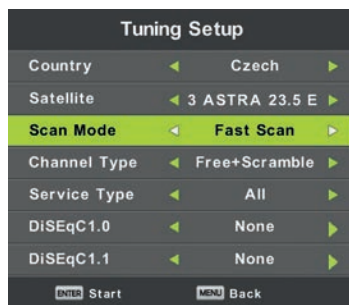 Tuning Setup
Country Czech
Satellite 3 ASTRA 23.5 E
Scan Mode Fast Scan
Channel Type Free+Scramble
Service Type All
DiSEqC1.0 None
DiSEqC1.1 None
ENTER Start MENU Back